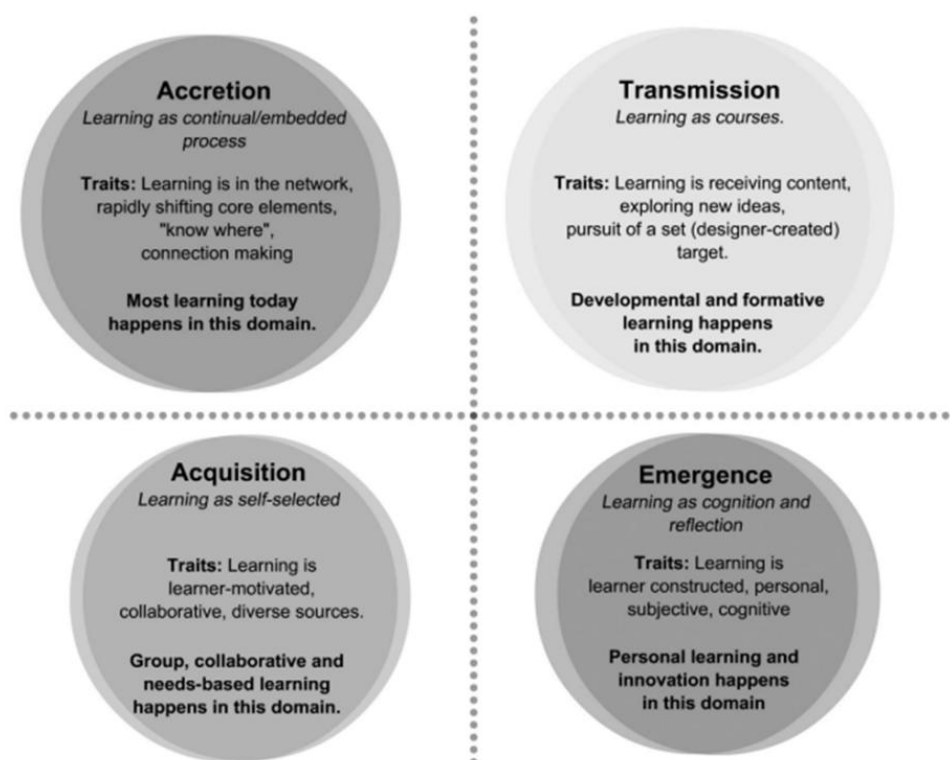 Accretion
Learning as continual/embedded
process
Traits: Learning is in the network,
rapidly shifting core elements,
"know where",
connection making
Most learning today
happens in this domain.
Transmission
Learning as courses.
Traits: Learning is receiving content,
exploring new ideas,
pursuit of a set (designer-created)
target.
Developmental and formative
learning happens
in this domain.
Acquisition
Learning as self-selected
Traits: Learning is
learner-motivated,
collaborative, diverse sources.
Group, collaborative and
needs-based learning
happens in this domain.
Emergence
Learning as cognition and
reflection
Traits: Learning is
learner constructed, personal,
subjective, cognitive
Personal learning and
innovation happens
in this domain